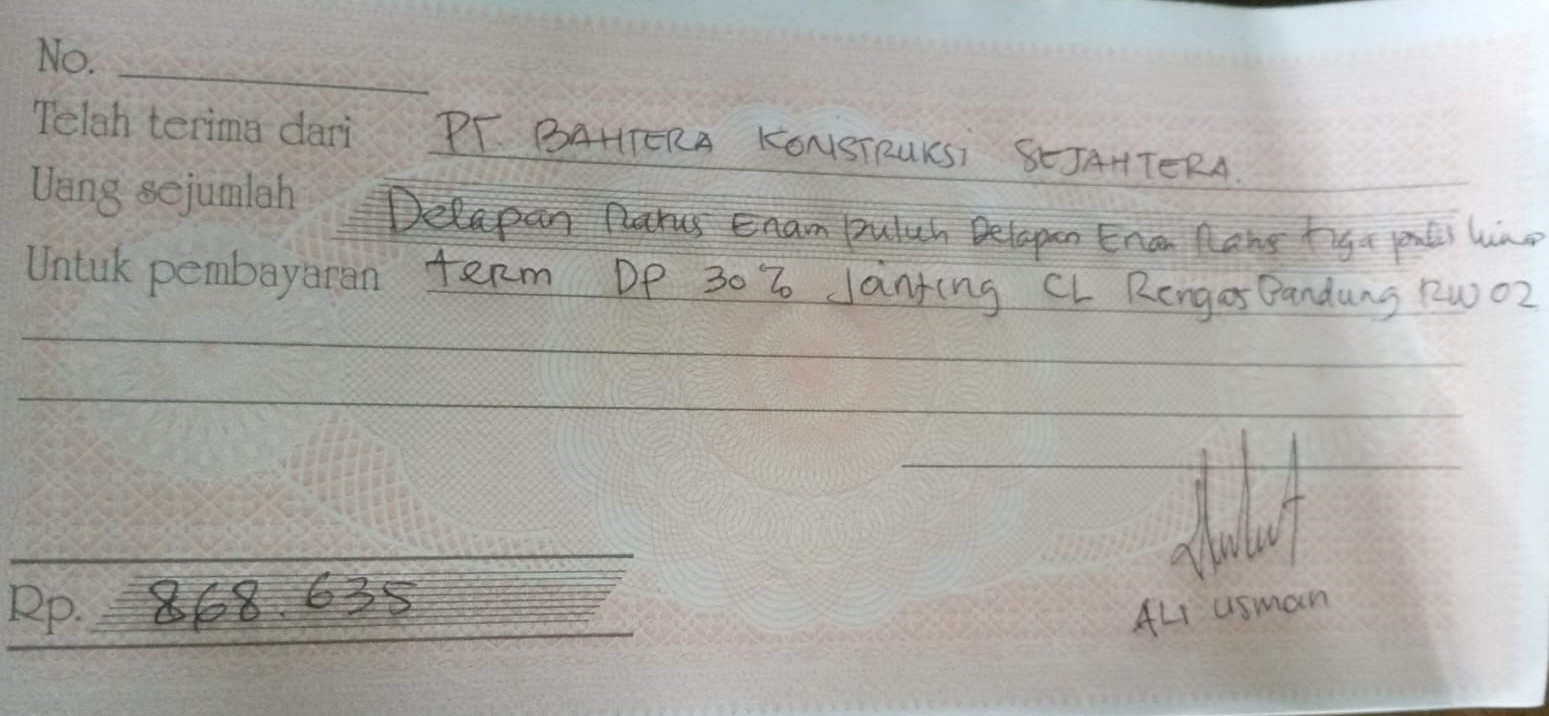 No.
Telah terima dari PT. BAHTERA KONSTRUKSI SEJAHTERA.
Uang sejumlah Delapan Ratus Enam puluh Delapan Enam Ratus tiga puluh lima
Untuk pembayaran term DP 30% Janting CL Rengas Bandung RW 02
Rp. 868.635
ALI USMAN